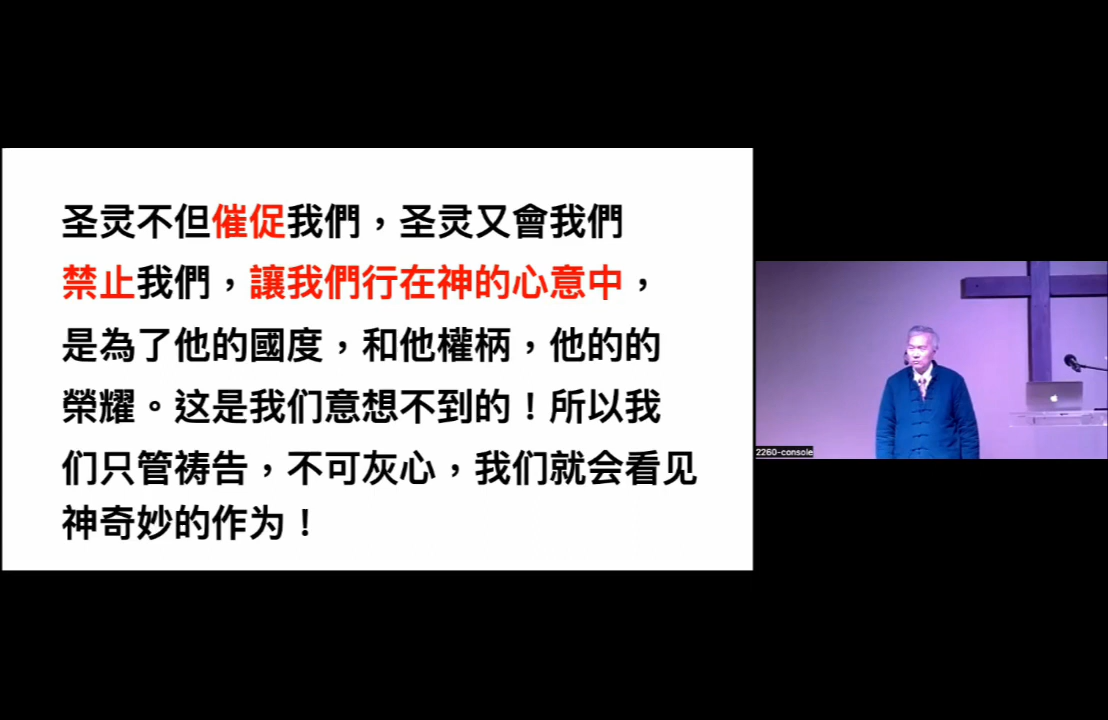 圣灵不但催促我們，圣灵又會我們
禁止我們，讓我們行在神的心意中，
是為了他的國度，和他權柄，他的的
榮耀。这是我们意想不到的！所以我
们只管祷告，不可灰心，我们就会看见
神奇妙的作为！
2260-console